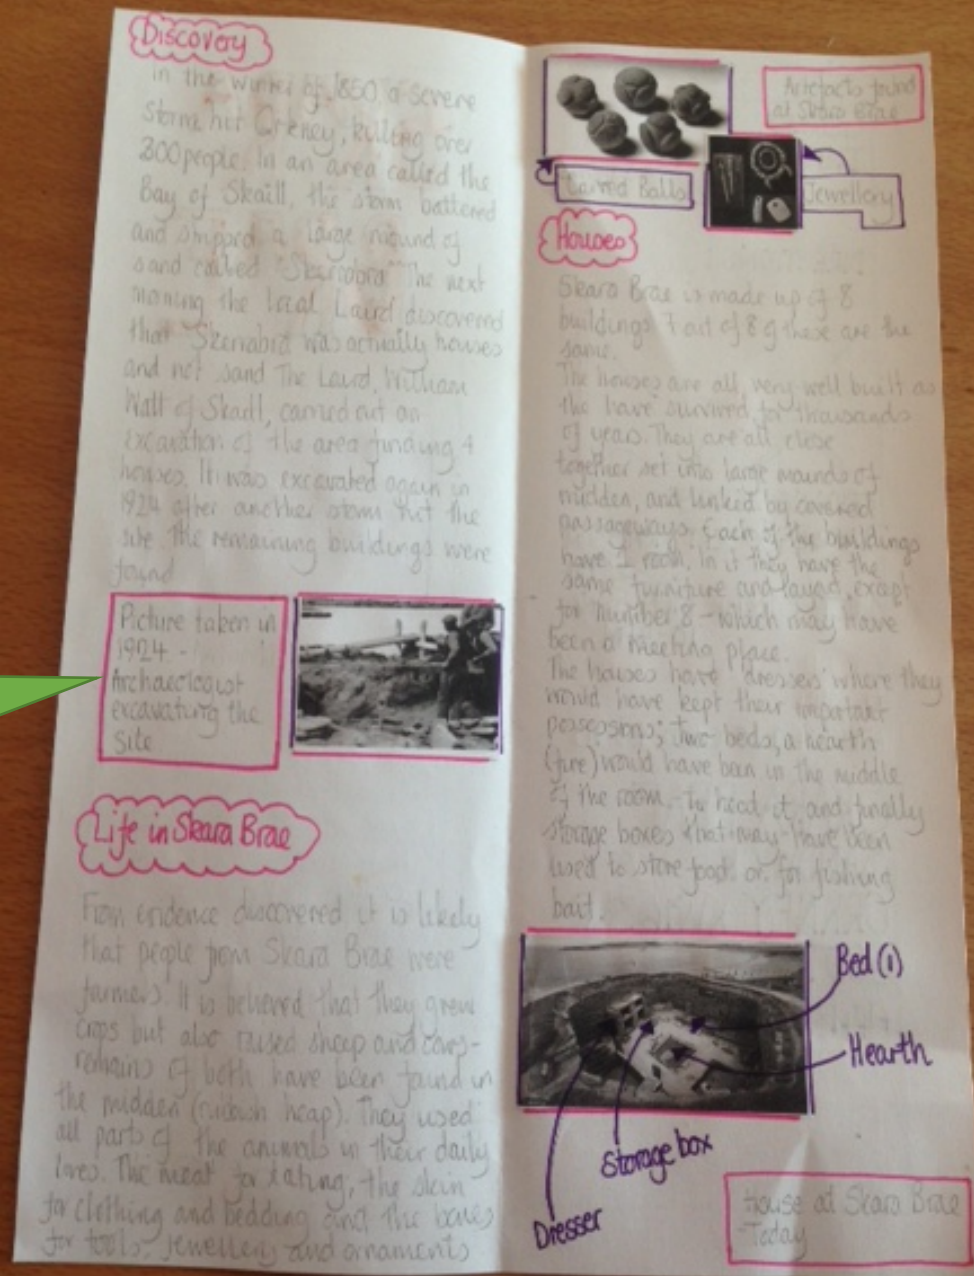 Discovery
In the winter of 1850 a severe
storm hit Orkney, killing over
200 people. In an area called the
Bay of Skaill, the storm battered
and stripped a large mound of
sand called "Skerrabra" The next
morning the local Laird discovered
that "Skerrabra was actually houses
and not sand The Laird, William
Wall of Skaill, carried out an
excavation of the area finding 4
houses. It was excavated again in
1924 after another storm hit the
site. The remaining buildings were
found
Picture taken in
1924 -
Archaeologist
excavating the
site
Life in Skara Brae
From evidence discovered it is likely
that people from Skara Brae were
farmers. It is believed that they grew
crops but also raised sheep and cows-
remains of both have been found in
the midden (rubbish heap). They used
all parts of the animals in their daily
lives. The meat for eating, the skin
for clothing and bedding and the bones
for tools, jewellery and ornaments
Artefacts found
at Skara Brae
Carved Balls
Jewellery
Houses
Skara Brae is made up of 8
buildings 7 out of 8 of these are the
same.
The houses are all very well built as
the have survived for thousands
of years. They are all close
together set into large mounds of
midden, and linked by covered
passageways. Each of the buildings
have 1 room. In it they have the
same furniture and layout, except
for number 8 - which may have
been a meeting place.
The houses have 'dressers' where they
would have kept their important
possessions; two beds, a hearth
(fire) would have been in the middle
of the room, to heat it and finally
storage boxes that may have been
used to store food or for fishing
bait.
Bed (1)
Hearth
Storage box
Dresser
House at Skara Brae
- Today